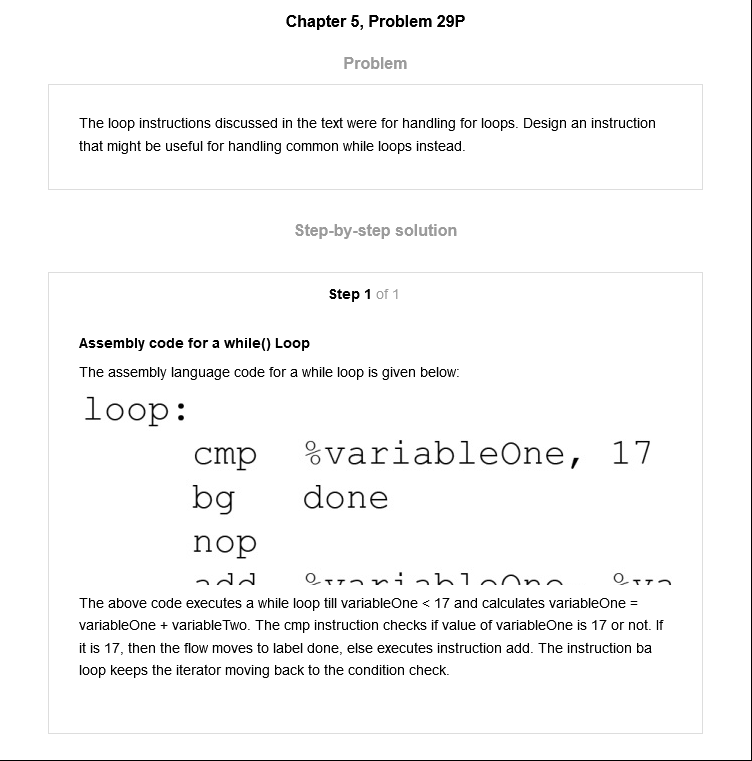 Chapter 5, Problem 29P
Problem
The loop instructions discussed in the text were for handling for loops. Design an instruction
that might be useful for handling common while loops instead.
Step-by-step solution
Step 1 of 1
Assembly code for a while() Loop
The assembly language code for a while loop is given below:
loop:
cmp %variableOne, 17
bg done
nop
add %variableOne, %va
The above code executes a while loop till variableOne < 17 and calculates variableOne =
variableOne + variableTwo. The cmp instruction checks if value of variableOne is 17 or not. If
it is 17, then the flow moves to label done, else executes instruction add. The instruction ba
loop keeps the iterator moving back to the condition check.